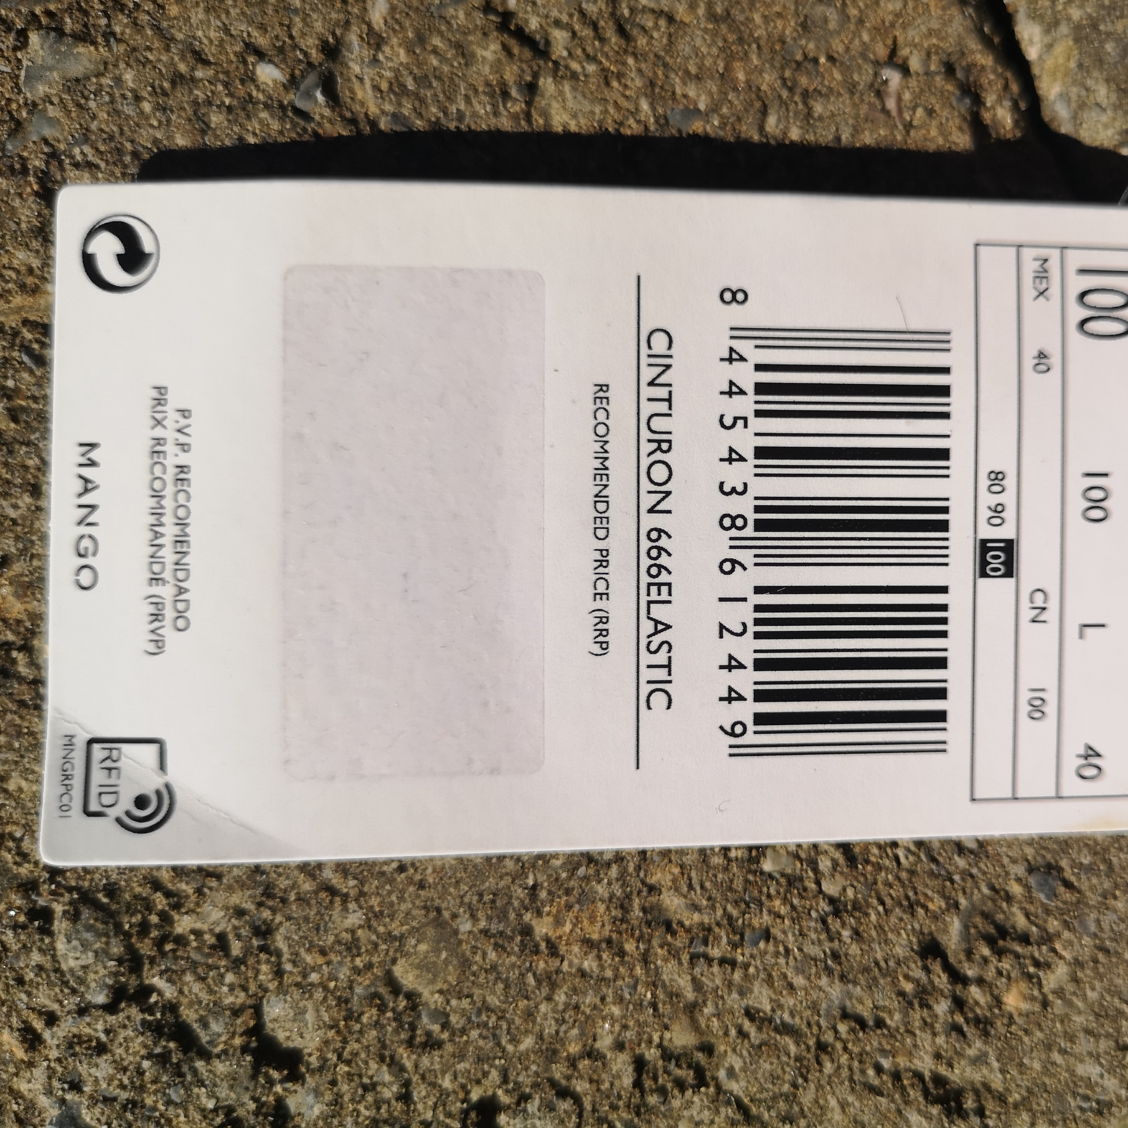 100 100 L 40
MEX 40 CN 100
80 90 100
8 445438 612449
CINTURON 666ELASTIC
RECOMMENDED PRICE (RRP)
P.V.P. RECOMENDADO
PRIX RECOMMANDÉ (PRVP)
MANGO
RFID
MNGRPC01